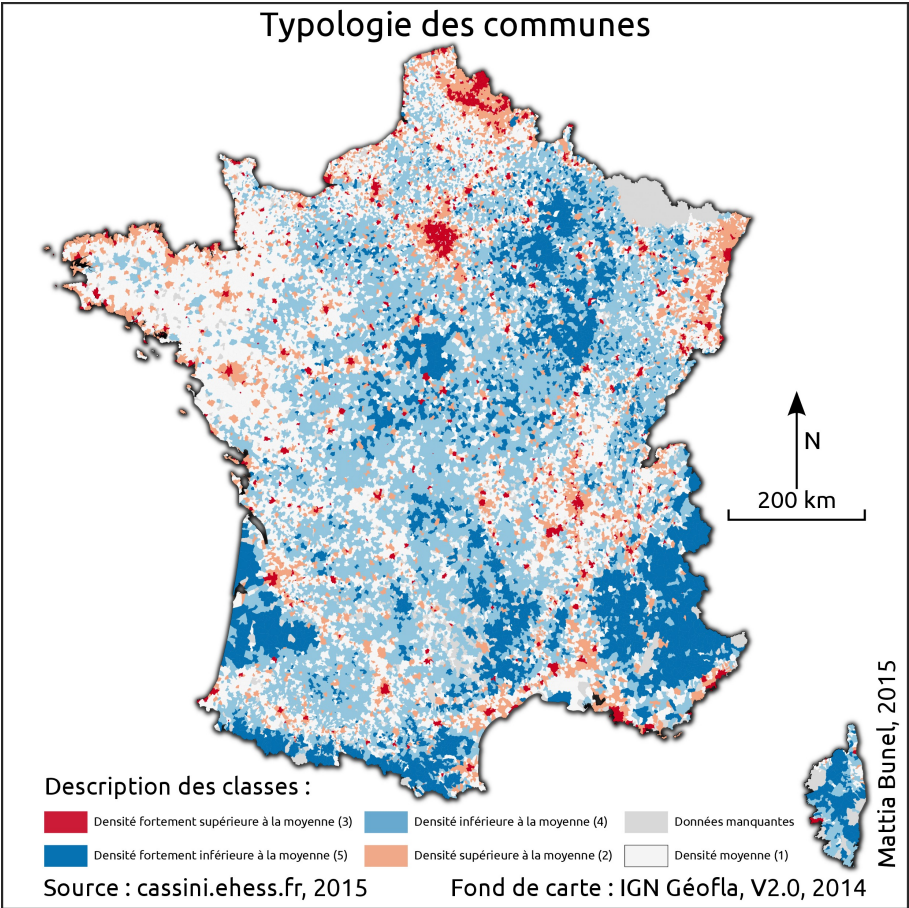 Typologie des communes
N
200 km
Mattia Bunel, 2015
Description des classes :
Densité fortement supérieure à la moyenne (3)
Densité inférieure à la moyenne (4)
Données manquantes
Densité fortement inférieure à la moyenne (5)
Densité supérieure à la moyenne (2)
Densité moyenne (1)
Source : cassini.ehess.fr, 2015
Fond de carte : IGN Géofla, V2.0, 2014